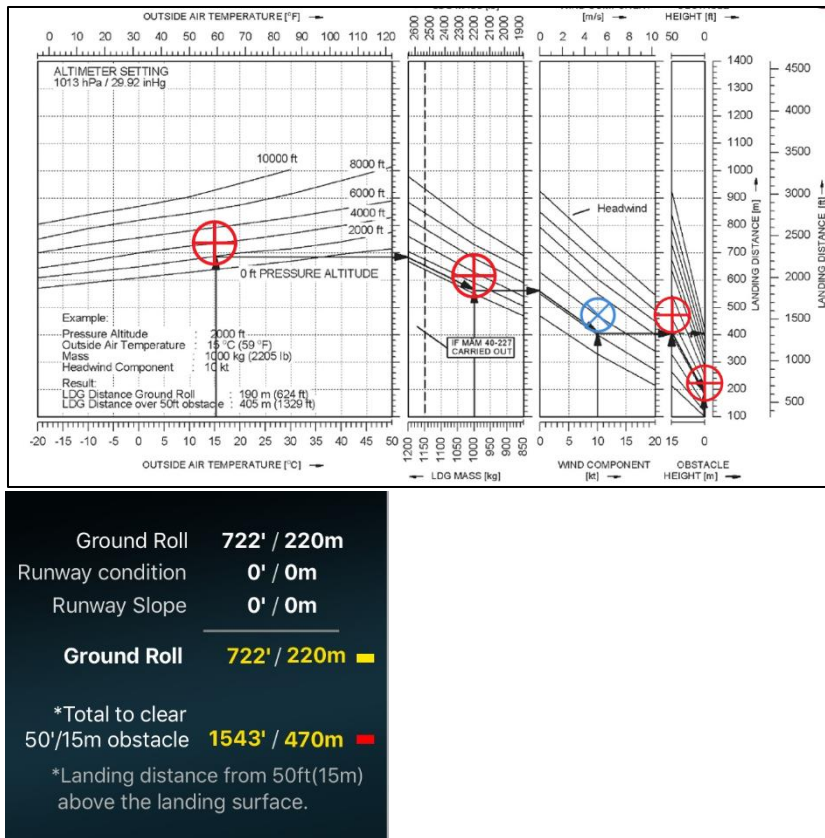 OUTSIDE AIR TEMPERATURE [°F]
[m/s]
HEIGHT [ft]
0 10 20 30 40 50 60 70 80 90 100 110 120
2600 2500 2400 2300 2200 2100 2000 1900
0 2 4 6 8 10
50 0
ALTIMETER SETTING
1013 hPa / 29.92 inHg
10000 ft
8000 ft
6000 ft
4000 ft
2000 ft
0 ft PRESSURE ALTITUDE
Headwind
IF MAM 40-227
CARRIED OUT
Example:
Pressure Altitude : 2000 ft
Outside Air Temperature : 15 °C (59 °F)
Mass : 1000 kg (2205 lb)
Headwind Component : 10 kt
Result:
LDG Distance Ground Roll : 190 m (624 ft)
LDG Distance over 50ft obstacle : 405 m (1329 ft)
1400
1300
1200
1100
1000
900
800
700
600
500
400
300
200
100
LANDING DISTANCE [m]
4500
4000
3500
3000
2500
2000
1500
1000
500
LANDING DISTANCE [ft]
-20 -15 -10 -5 0 5 10 15 20 25 30 35 40 45 50
1200 1150 1100 1050 1000 950 900 850
0 5 10 15 20
15 0
OUTSIDE AIR TEMPERATURE [°C]
LDG MASS [kg]
WIND COMPONENT
[kt]
OBSTACLE
HEIGHT [m]
Ground Roll 722' / 220m
Runway condition 0' / 0m
Runway Slope 0' / 0m
Ground Roll 722' / 220m
*Total to clear
50'/15m obstacle 1543' / 470m
*Landing distance from 50ft(15m)
above the landing surface.